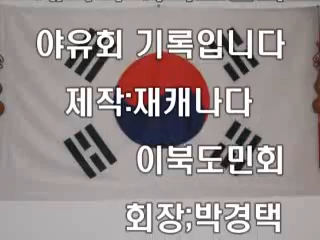 야유회 기록입니다
제작:재캐나다
이북도민회
회장;박경택